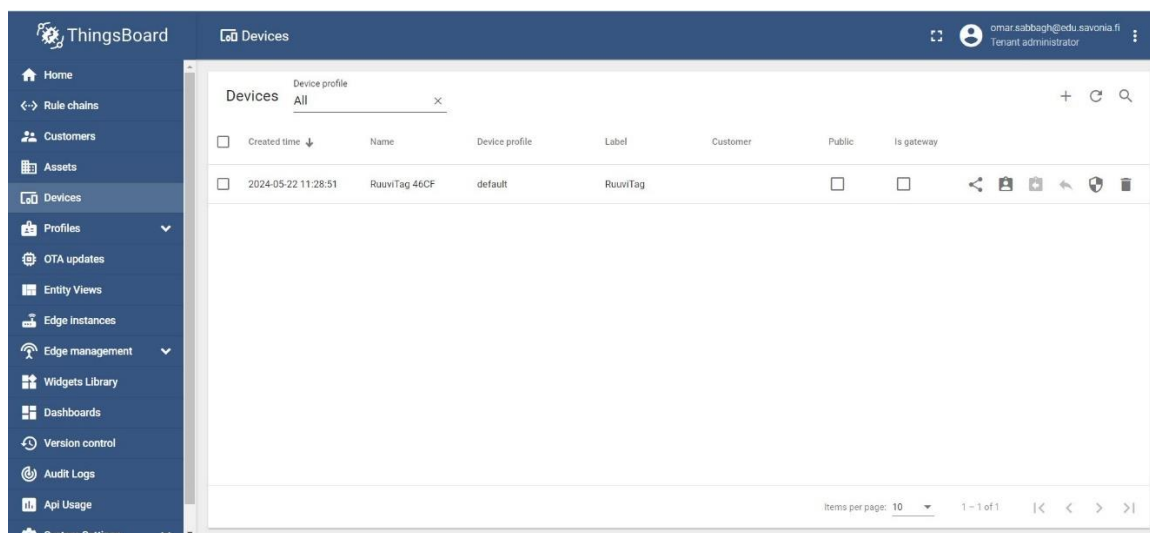 ThingsBoard
Devices
omar.sabbagh@edu.savonia.fi
Tenant administrator
Home
Rule chains
Customers
Assets
Devices
Profiles
OTA updates
Entity Views
Edge instances
Edge management
Widgets Library
Dashboards
Version control
Audit Logs
Api Usage
Devices
Device profile
All
Created time Name Device profile Label Customer Public Is gateway
2024-05-22 11:28:51 RuuviTag 46CF default RuuviTag
Items per page: 10 1 – 1 of 1